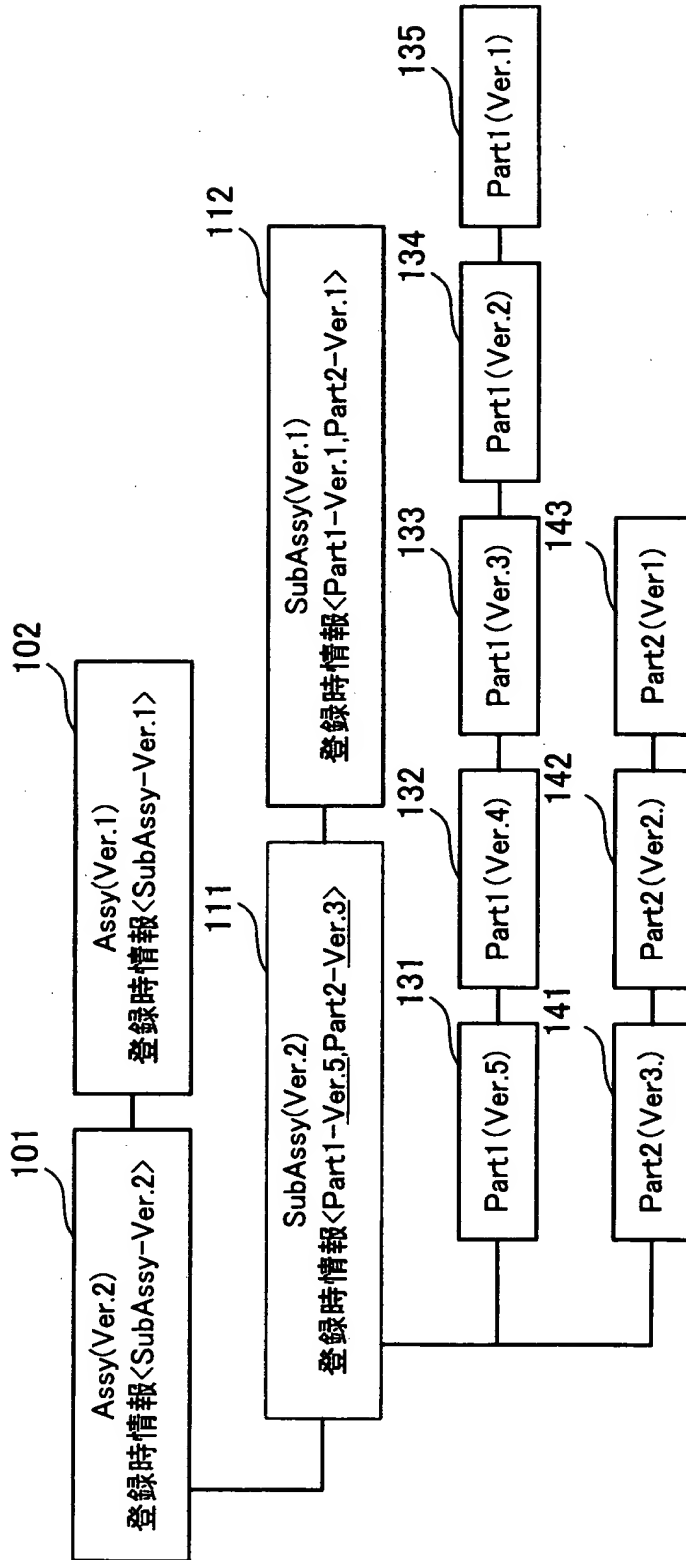 101
Assy(Ver.2)
登録時情報<SubAssy-Ver.2>
102
Assy(Ver.1)
登録時情報<SubAssy-Ver.1>
111
SubAssy(Ver.2)
登録時情報<Part1-Ver.5,Part2-Ver.3>
112
SubAssy(Ver.1)
登録時情報<Part1-Ver.1,Part2-Ver.1>
131
Part1(Ver.5)
132
Part1(Ver.4)
133
Part1(Ver.3)
134
Part1(Ver.2)
135
Part1(Ver.1)
141
Part2(Ver3.)
142
Part2(Ver2.)
143
Part2(Ver1)